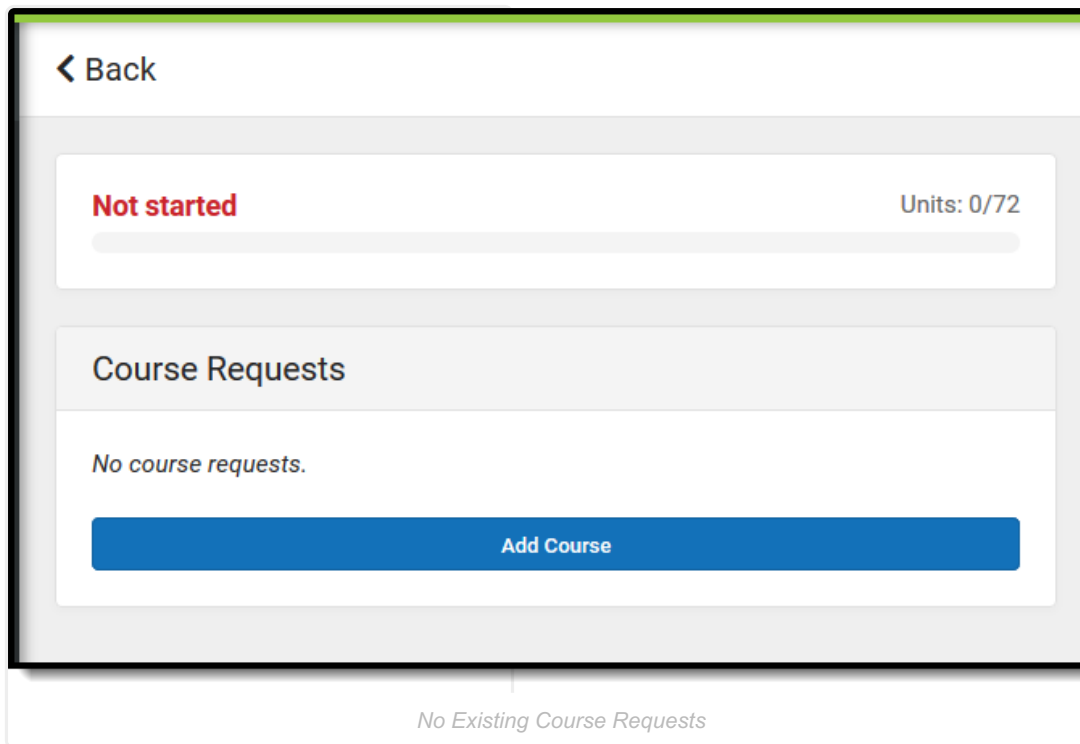 Back
Not started
Units: 0/72
Course Requests
No course requests.
Add Course
No Existing Course Requests